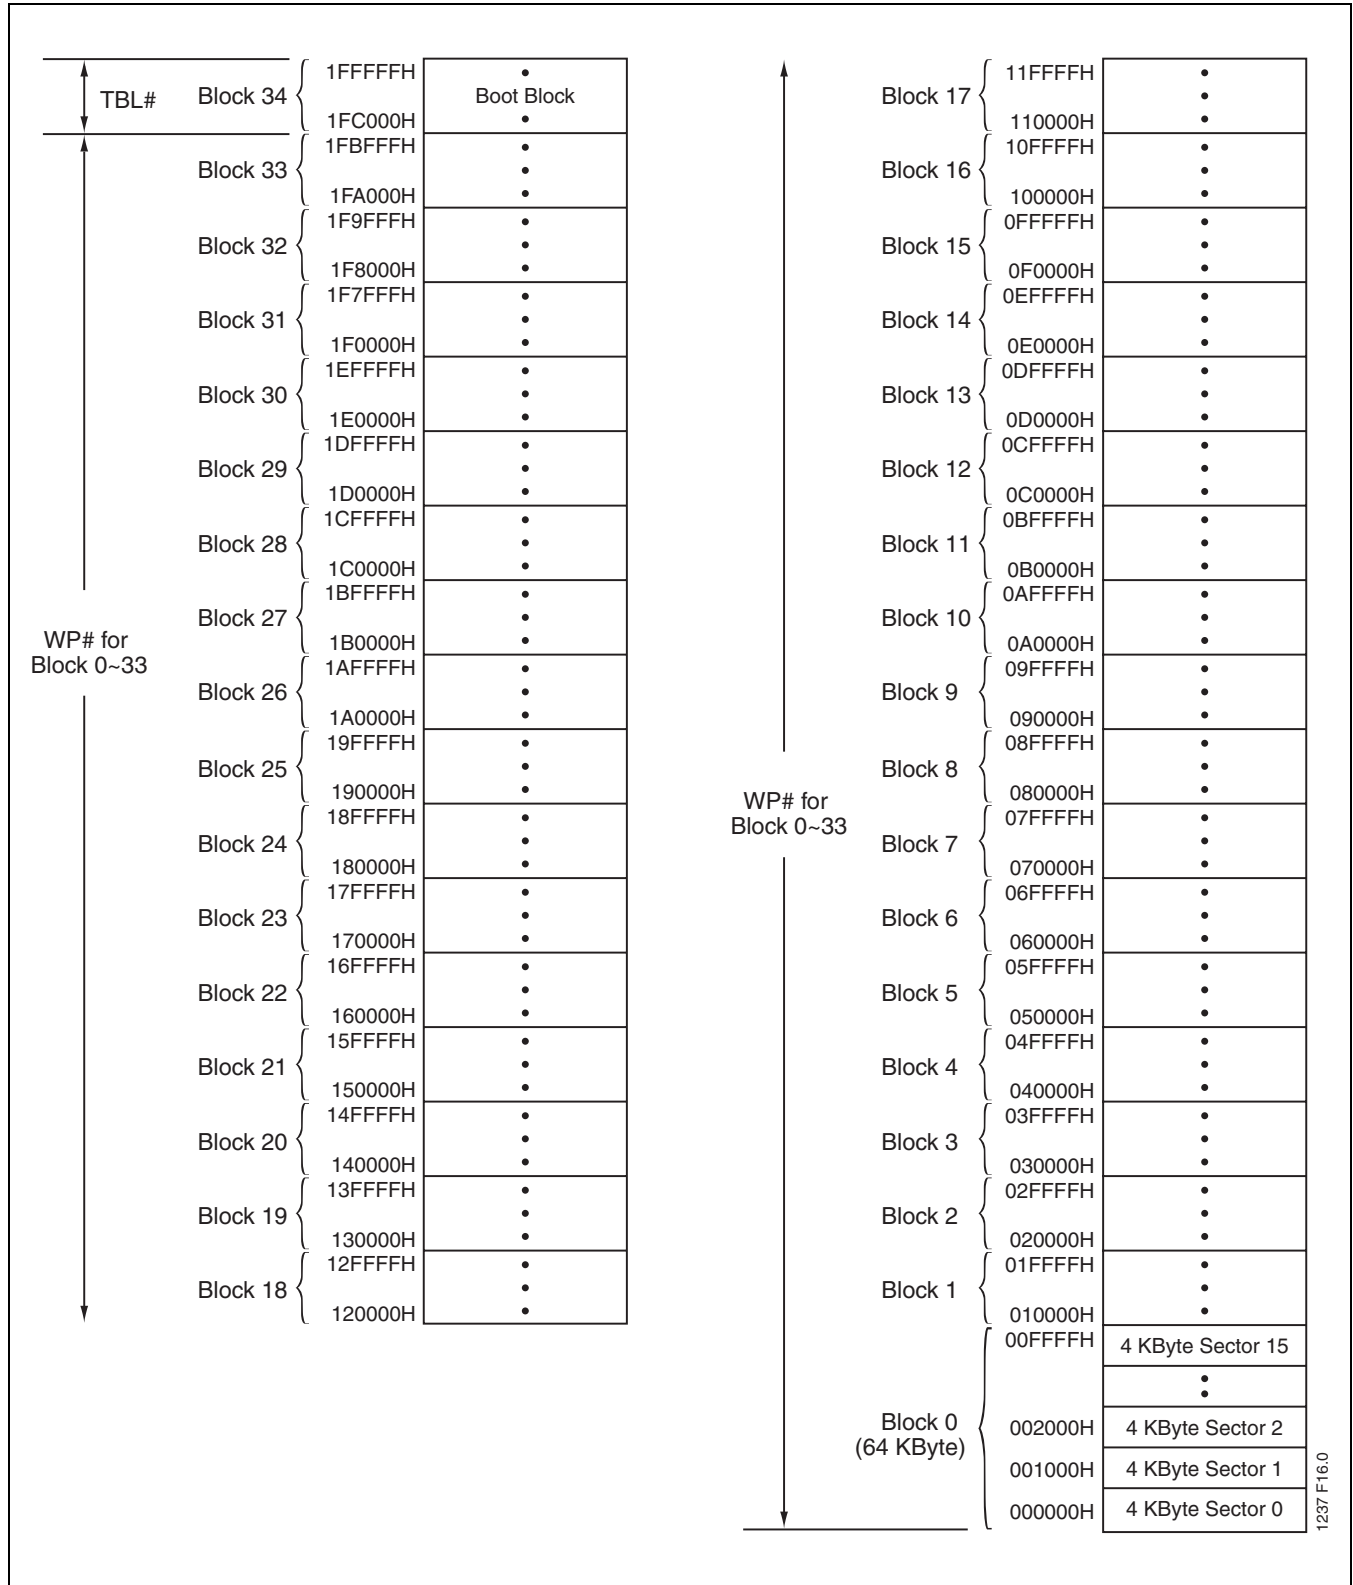 TBL#
Block 34
1FFFFFH
Boot Block
1FC000H
Block 33
1FBFFFH
1FA000H
Block 32
1F9FFFH
1F8000H
Block 31
1F7FFFH
1F0000H
Block 30
1EFFFFH
1E0000H
Block 29
1DFFFFH
1D0000H
Block 28
1CFFFFH
1C0000H
Block 27
1BFFFFH
1B0000H
WP# for
Block 0~33
Block 26
1AFFFFH
1A0000H
Block 25
19FFFFH
190000H
Block 24
18FFFFH
180000H
Block 23
17FFFFH
170000H
Block 22
16FFFFH
160000H
Block 21
15FFFFH
150000H
Block 20
14FFFFH
140000H
Block 19
13FFFFH
130000H
Block 18
12FFFFH
120000H
Block 17
11FFFFH
110000H
Block 16
10FFFFH
100000H
Block 15
0FFFFFH
0F0000H
Block 14
0EFFFFH
0E0000H
Block 13
0DFFFFH
0D0000H
Block 12
0CFFFFH
0C0000H
Block 11
0BFFFFH
0B0000H
Block 10
0AFFFFH
0A0000H
Block 9
09FFFFH
090000H
Block 8
08FFFFH
080000H
WP# for
Block 0~33
Block 7
07FFFFH
070000H
Block 6
06FFFFH
060000H
Block 5
05FFFFH
050000H
Block 4
04FFFFH
040000H
Block 3
03FFFFH
030000H
Block 2
02FFFFH
020000H
Block 1
01FFFFH
010000H
Block 0
(64 KByte)
00FFFFH
4 KByte Sector 15
002000H
4 KByte Sector 2
001000H
4 KByte Sector 1
000000H
4 KByte Sector 0
1237 F16.0